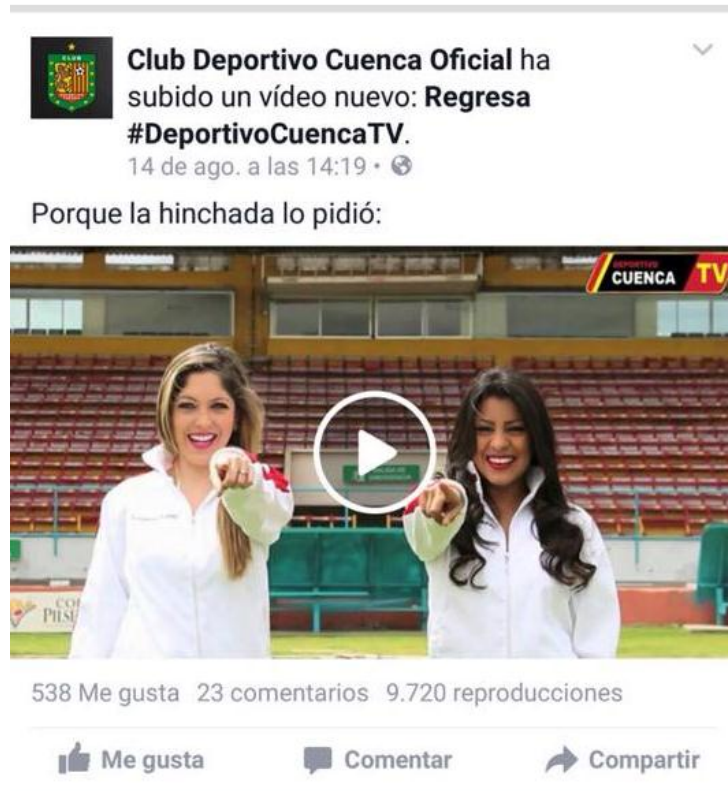 Club Deportivo Cuenca Oficial ha
subido un vídeo nuevo: Regresa
#DeportivoCuencaTV.
14 de ago. a las 14:19 •
Porque la hinchada lo pidió:
DEPORTIVO
CUENCA TV
538 Me gusta 23 comentarios 9.720 reproducciones
Me gusta Comentar Compartir